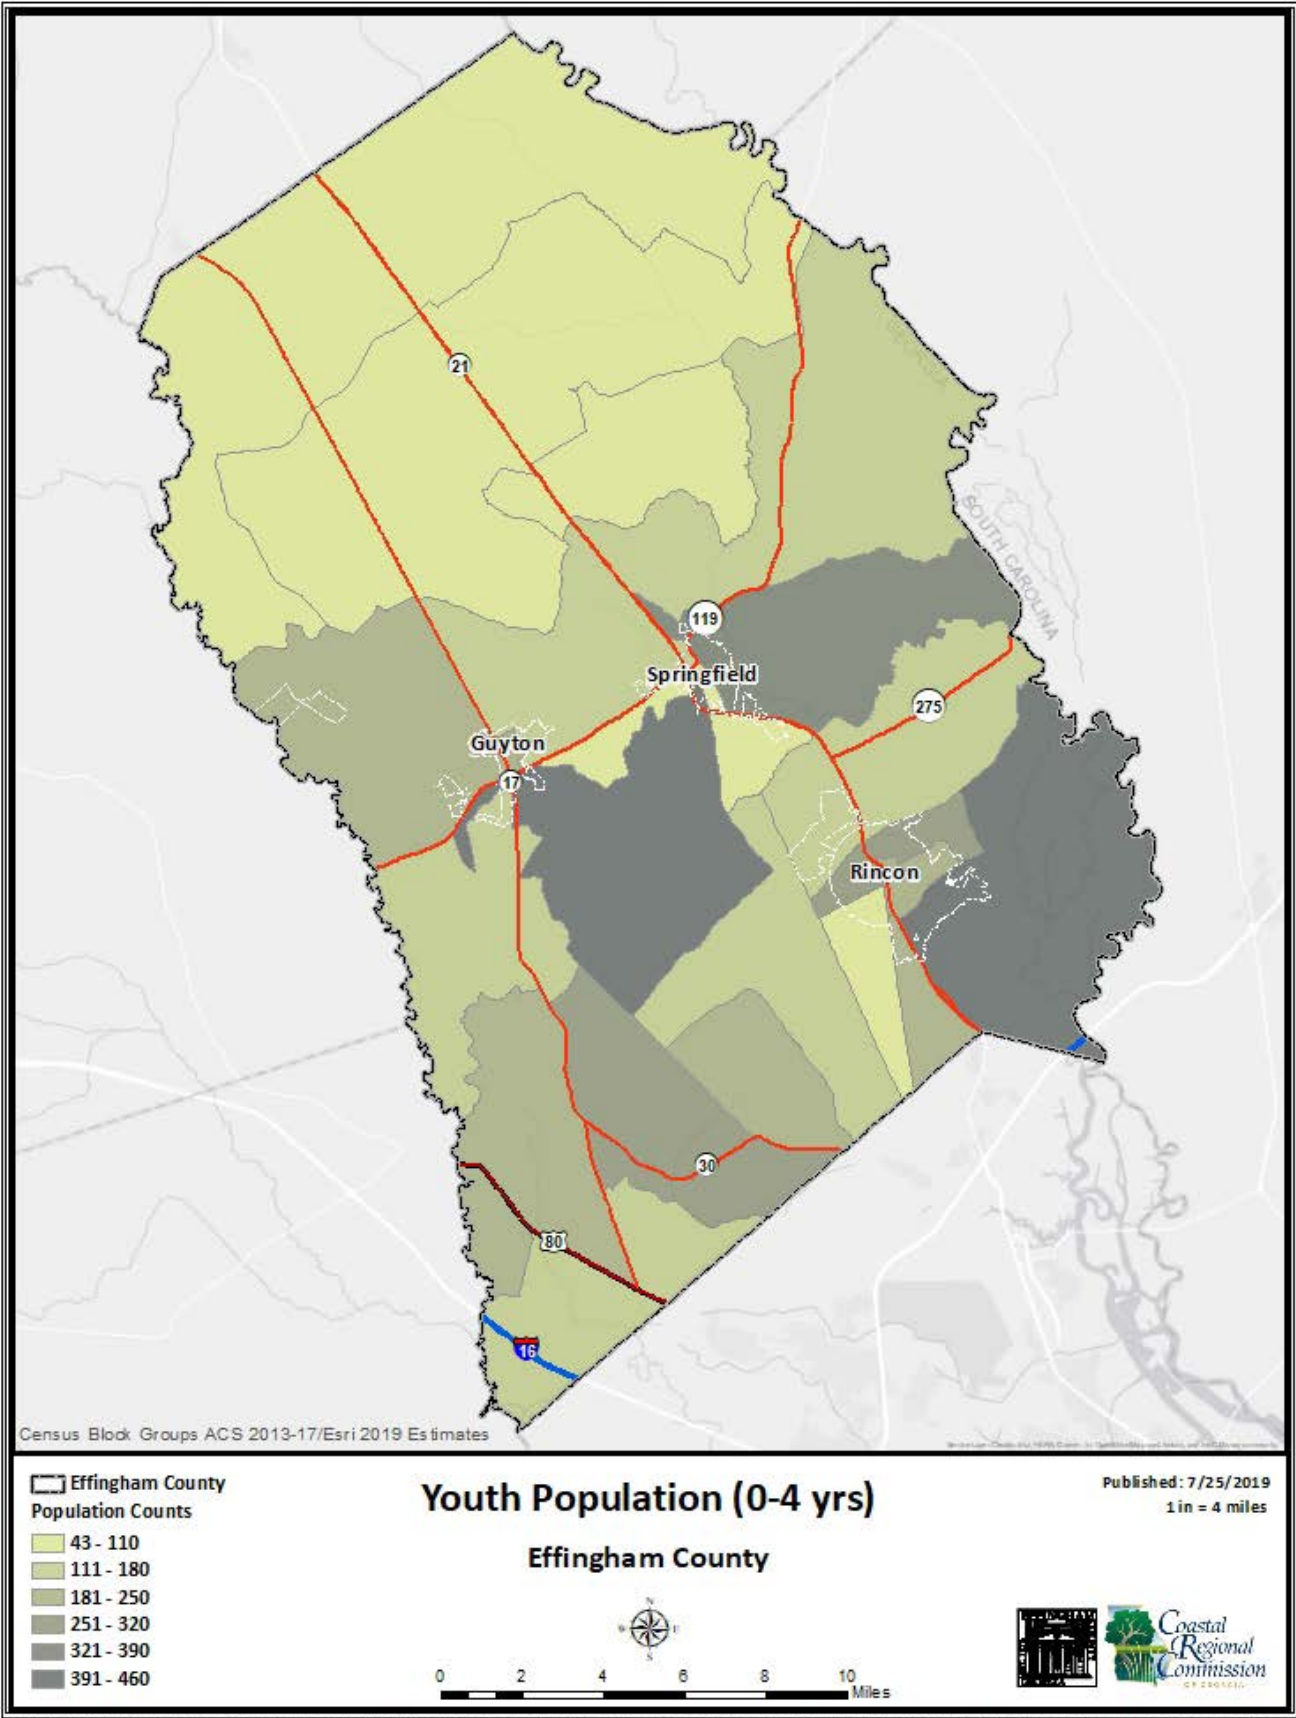 21
GEORGIA
SOUTH CAROLINA
119
Springfield
275
Guyton
17
Rincon
30
80
16
Census Block Groups ACS 2013-17/Esri 2019 Estimates
Effingham County
Population Counts
43 - 110
111 - 180
181 - 250
251 - 320
321 - 390
391 - 460
Youth Population (0-4 yrs)
Effingham County
N
W E
S
0 2 4 6 8 10
Miles
Published: 7/25/2019
1 in = 4 miles
Coastal
Regional
Commission
OF GEORGIA